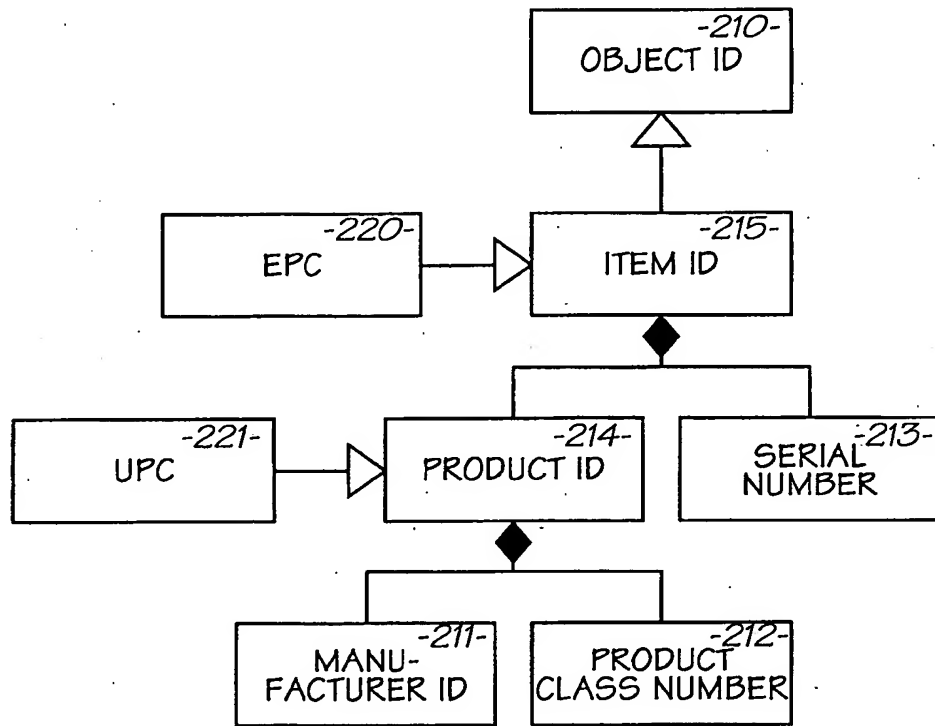 -210-
OBJECT ID
-220-
EPC
-215-
ITEM ID
-221-
UPC
-214-
PRODUCT ID
-213-
SERIAL
NUMBER
-211-
MANU-
FACTURER ID
-212-
PRODUCT
CLASS NUMBER